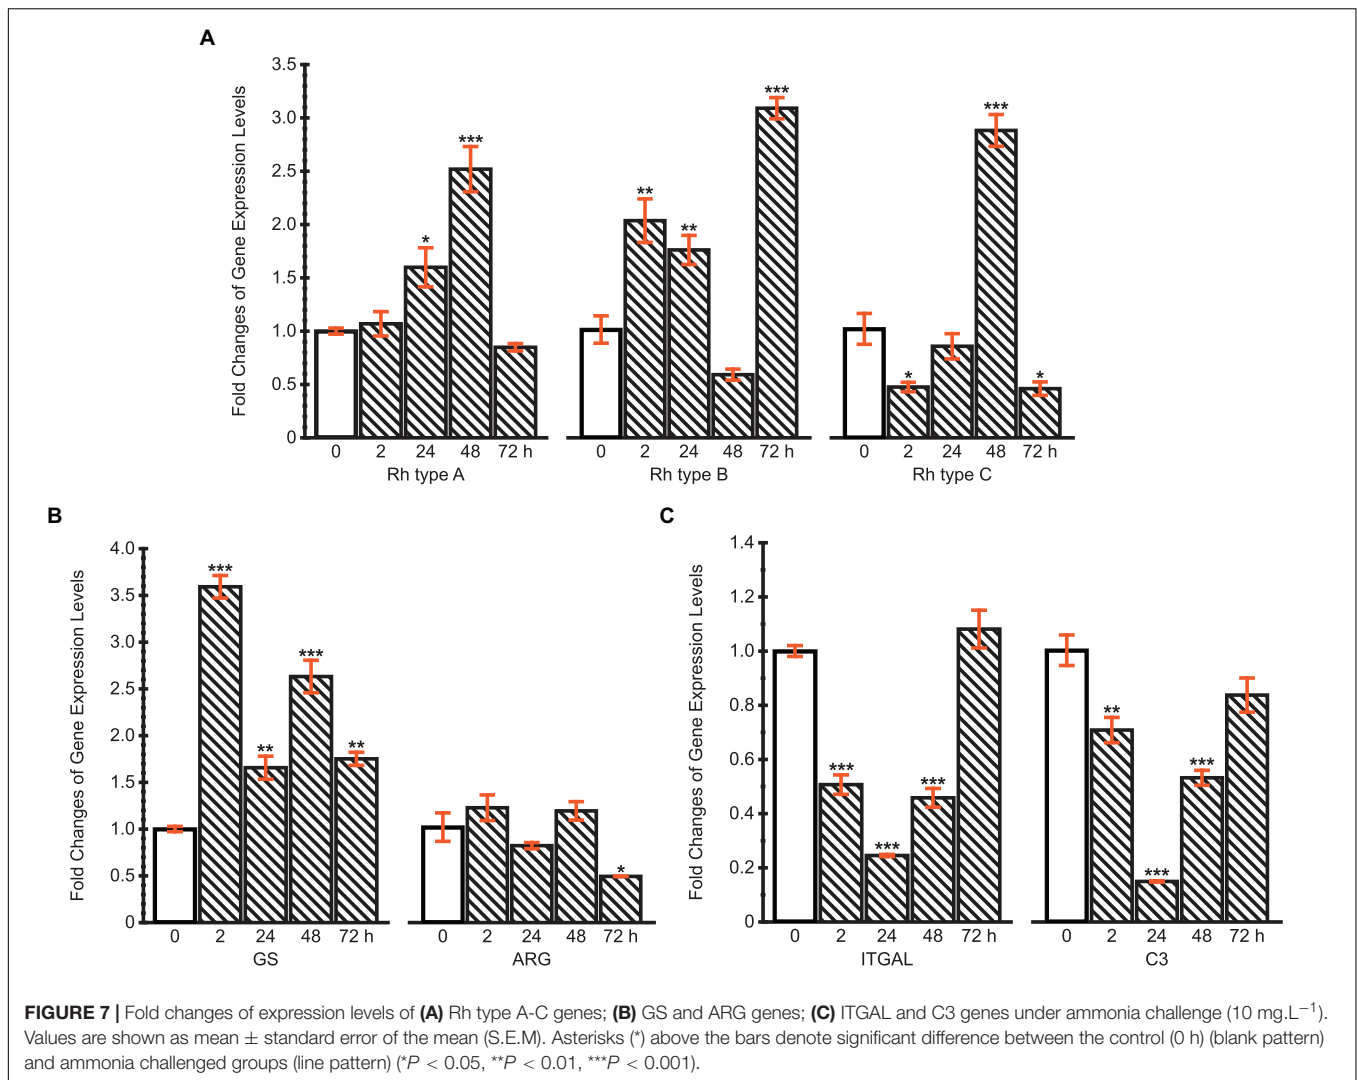 A
Fold Changes of Gene Expression Levels
3.5
3.0
2.5
2.0
1.5
1.0
0.5
0
* *** ** ** *** * *** *
0 2 24 48 72 h 0 2 24 48 72 h 0 2 24 48 72 h
Rh type A Rh type B Rh type C
B
Fold Changes of Gene Expression Levels
4.0
3.5
3.0
2.5
2.0
1.5
1.0
0.5
0
*** ** *** ** *
0 2 24 48 72 h 0 2 24 48 72 h
GS ARG
C
Fold Changes of Gene Expression Levels
1.4
1.2
1.0
0.8
0.6
0.4
0.2
0
*** *** *** ** *** ***
0 2 24 48 72 h 0 2 24 48 72 h
ITGAL C3
FIGURE 7 | Fold changes of expression levels of (A) Rh type A-C genes; (B) GS and ARG genes; (C) ITGAL and C3 genes under ammonia challenge (10 mg.L−1).
Values are shown as mean ± standard error of the mean (S.E.M). Asterisks (*) above the bars denote significant difference between the control (0 h) (blank pattern)
and ammonia challenged groups (line pattern) (*P < 0.05, **P < 0.01, ***P < 0.001).